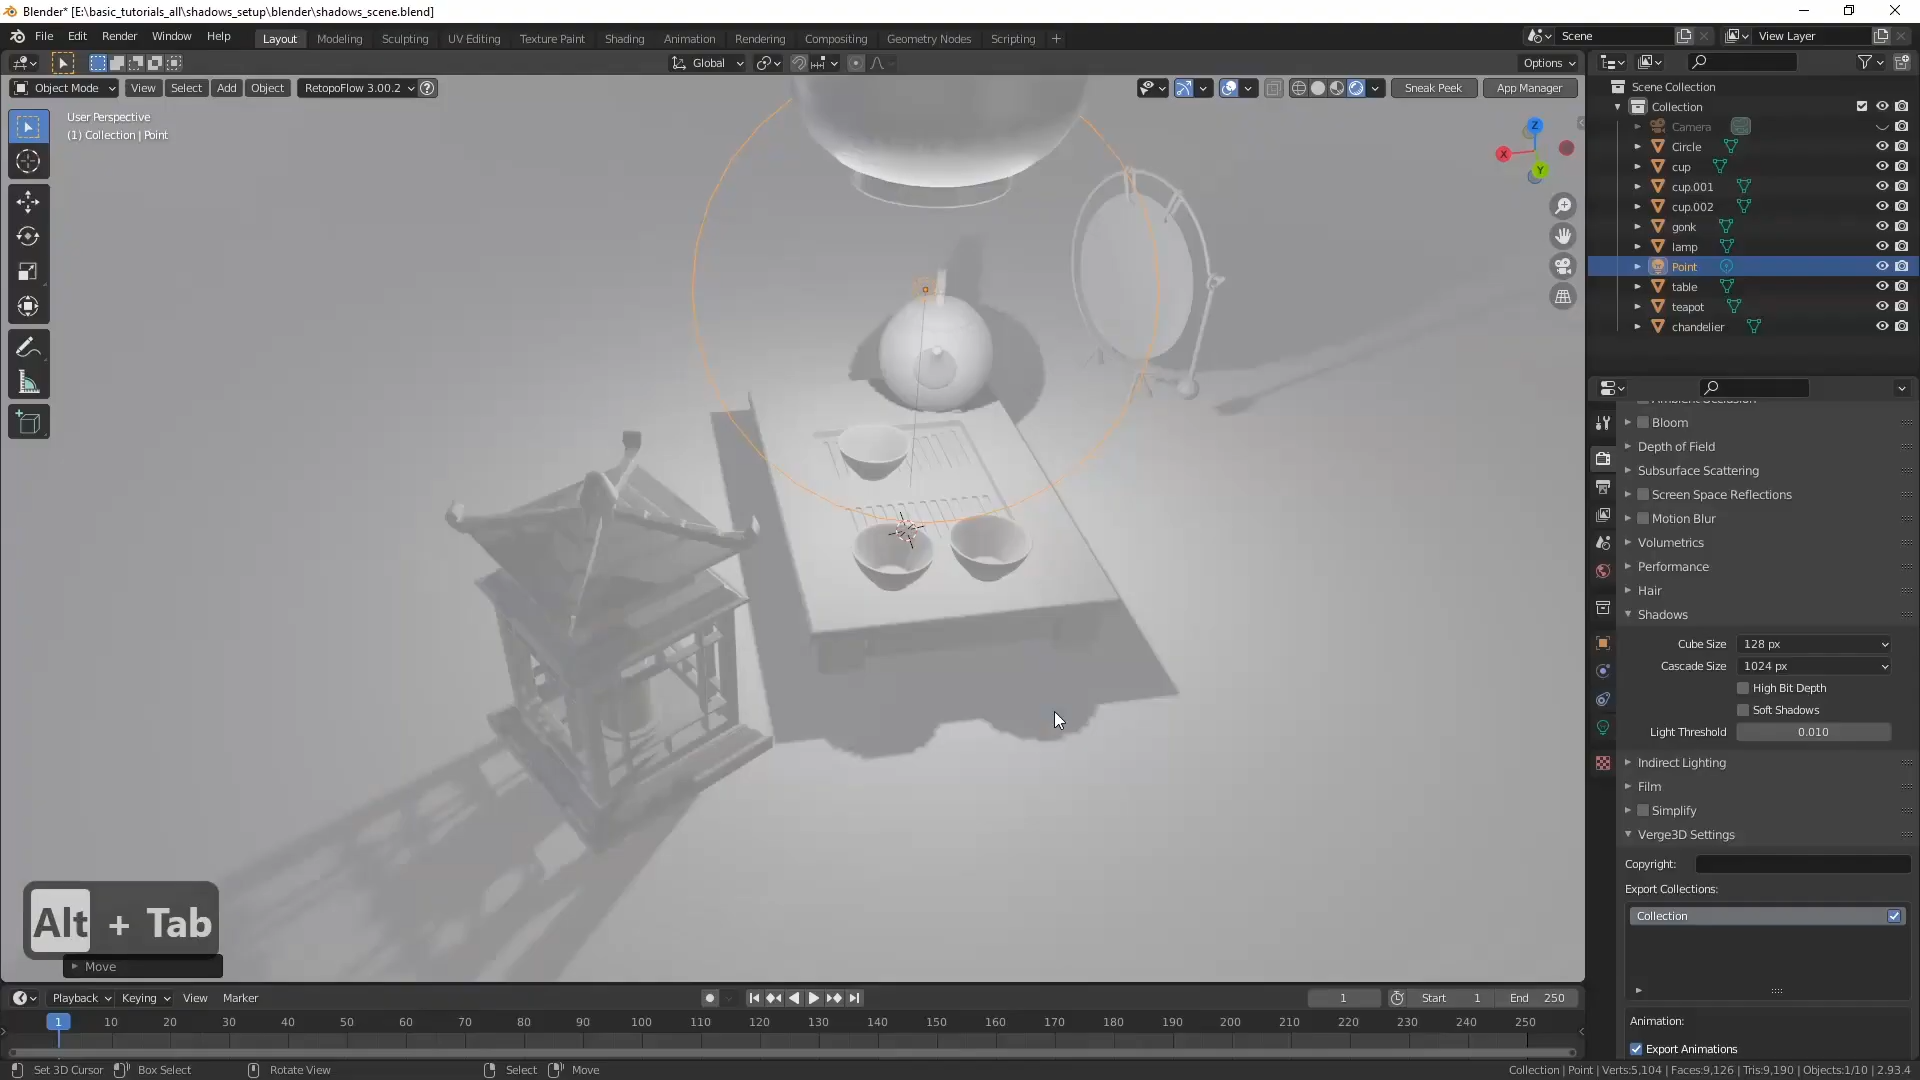 Blender* [E:\basic_tutorials_all\shadows_setup\blender\shadows_scene.blend]
File Edit Render Window Help Layout Modeling Sculpting UV Editing Texture Paint Shading Animation Rendering Compositing Geometry Nodes Scripting + Scene View Layer
Global Options
Object Mode View Select Add Object RetopoFlow 3.00.2 Sneak Peek App Manager
User Perspective
(1) Collection | Point
Z
X
Y
Scene Collection
Collection
Camera
Circle
cup
cup.001
cup.002
gonk
lamp
Point
table
teapot
chandelier
Ambient Occlusion
Bloom
Depth of Field
Subsurface Scattering
Screen Space Reflections
Motion Blur
Volumetrics
Performance
Hair
Shadows
Cube Size 128 px
Cascade Size 1024 px
High Bit Depth
Soft Shadows
Light Threshold 0.010
Indirect Lighting
Film
Simplify
Verge3D Settings
Copyright:
Export Collections:
Collection
Animation:
Export Animations
Alt + Tab
Move
Playback Keying View Marker 1 Start 1 End 250
1 10 20 30 40 50 60 70 80 90 100 110 120 130 140 150 160 170 180 190 200 210 220 230 240 250
Set 3D Cursor Box Select Rotate View Select Move Collection | Point | Verts:5,104 | Faces:9,126 | Tris:9,190 | Objects:1/10 | 2.93.4